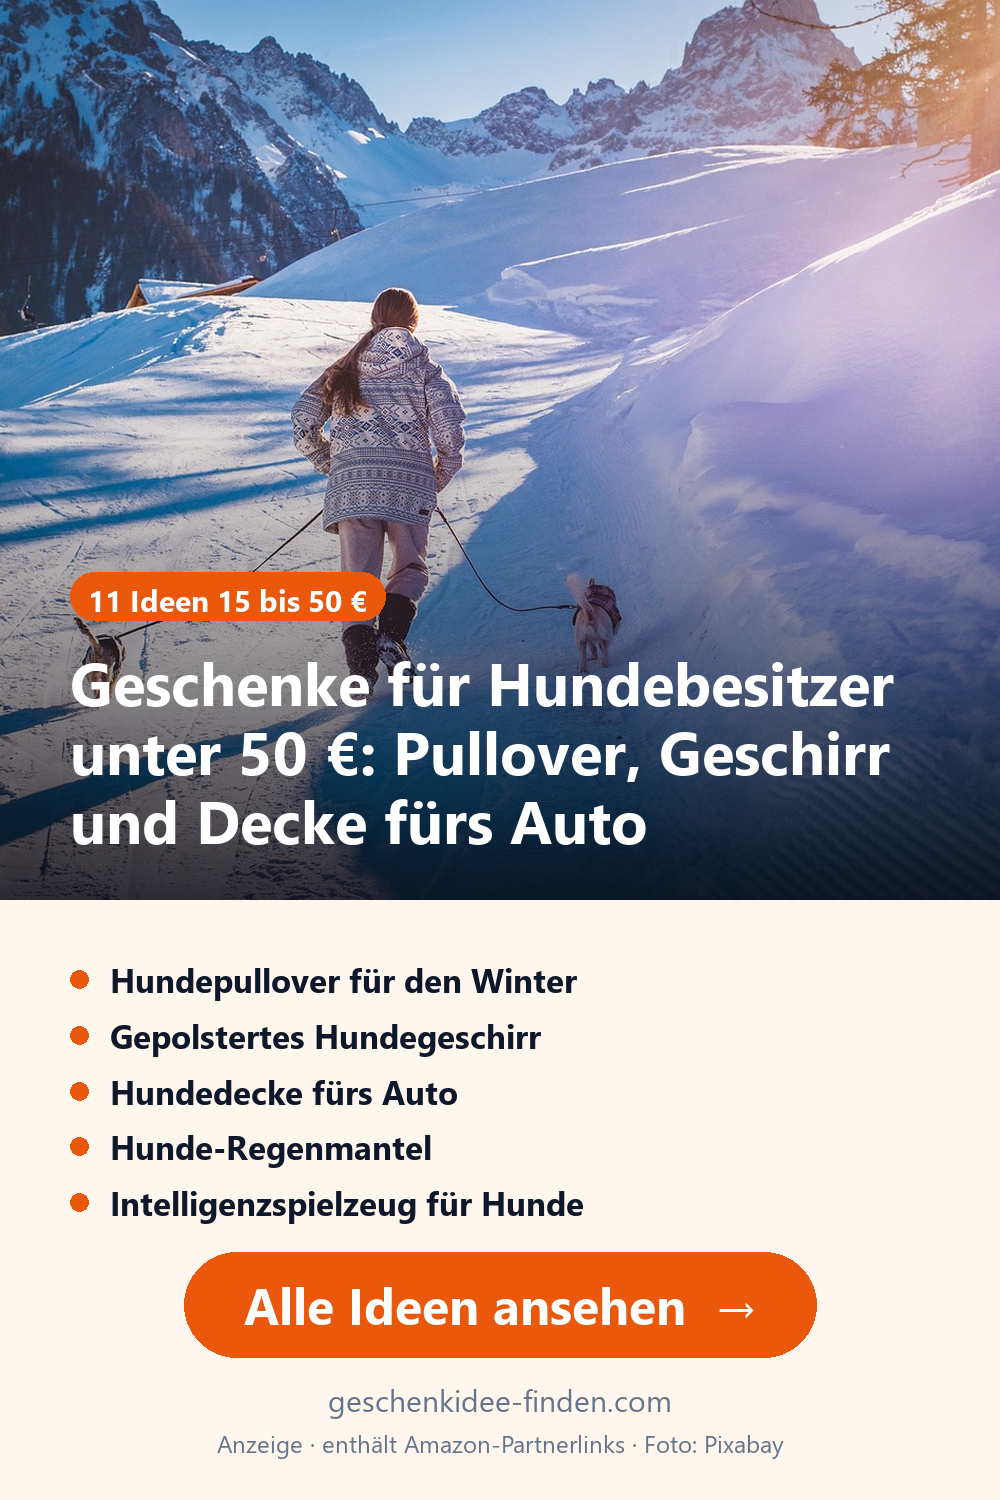 11 Ideen 15 bis 50 €
Geschenke für Hundebesitzer
unter 50 €: Pullover, Geschirr
und Decke fürs Auto
Hundepullover für den Winter
Gepolstertes Hundegeschirr
Hundedecke fürs Auto
Hunde-Regenmantel
Intelligenzspielzeug für Hunde
Alle Ideen ansehen →
geschenkidee-finden.com
Anzeige · enthält Amazon-Partnerlinks · Foto: Pixabay